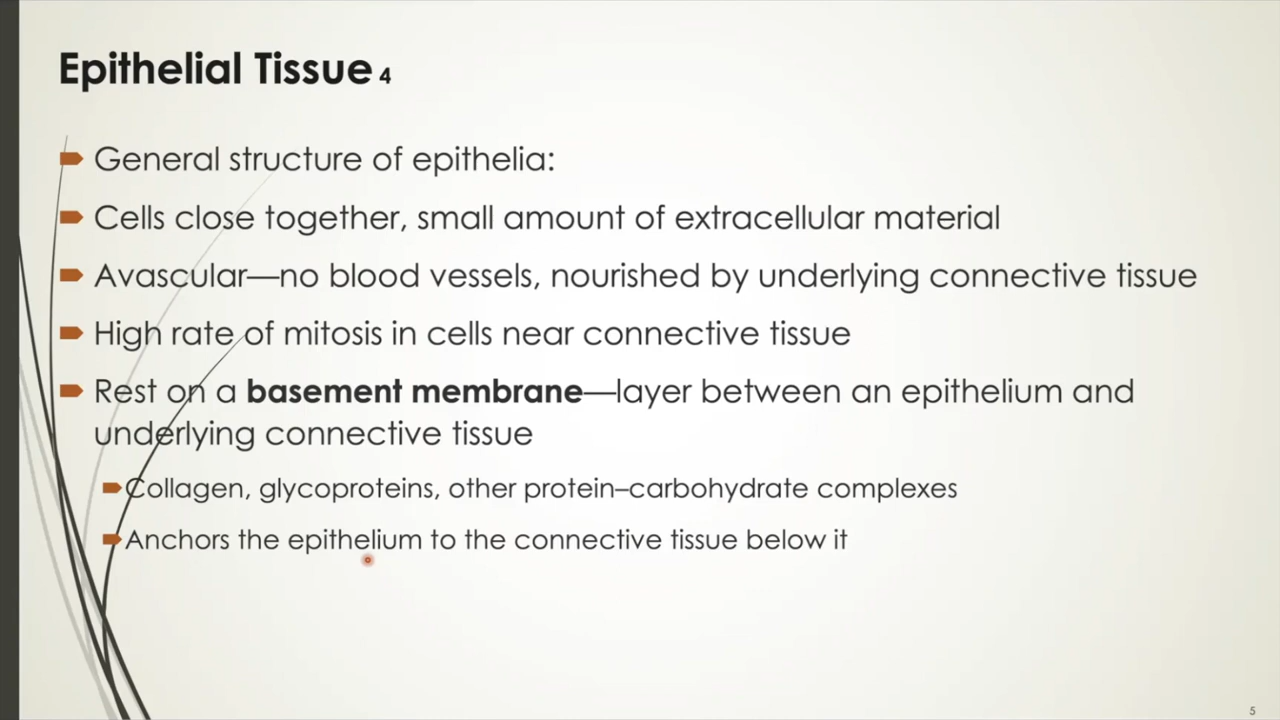 Epithelial Tissue 4
General structure of epithelia:
Cells close together, small amount of extracellular material
Avascular—no blood vessels, nourished by underlying connective tissue
High rate of mitosis in cells near connective tissue
Rest on a basement membrane—layer between an epithelium and
underlying connective tissue
Collagen, glycoproteins, other protein–carbohydrate complexes
Anchors the epithelium to the connective tissue below it
5